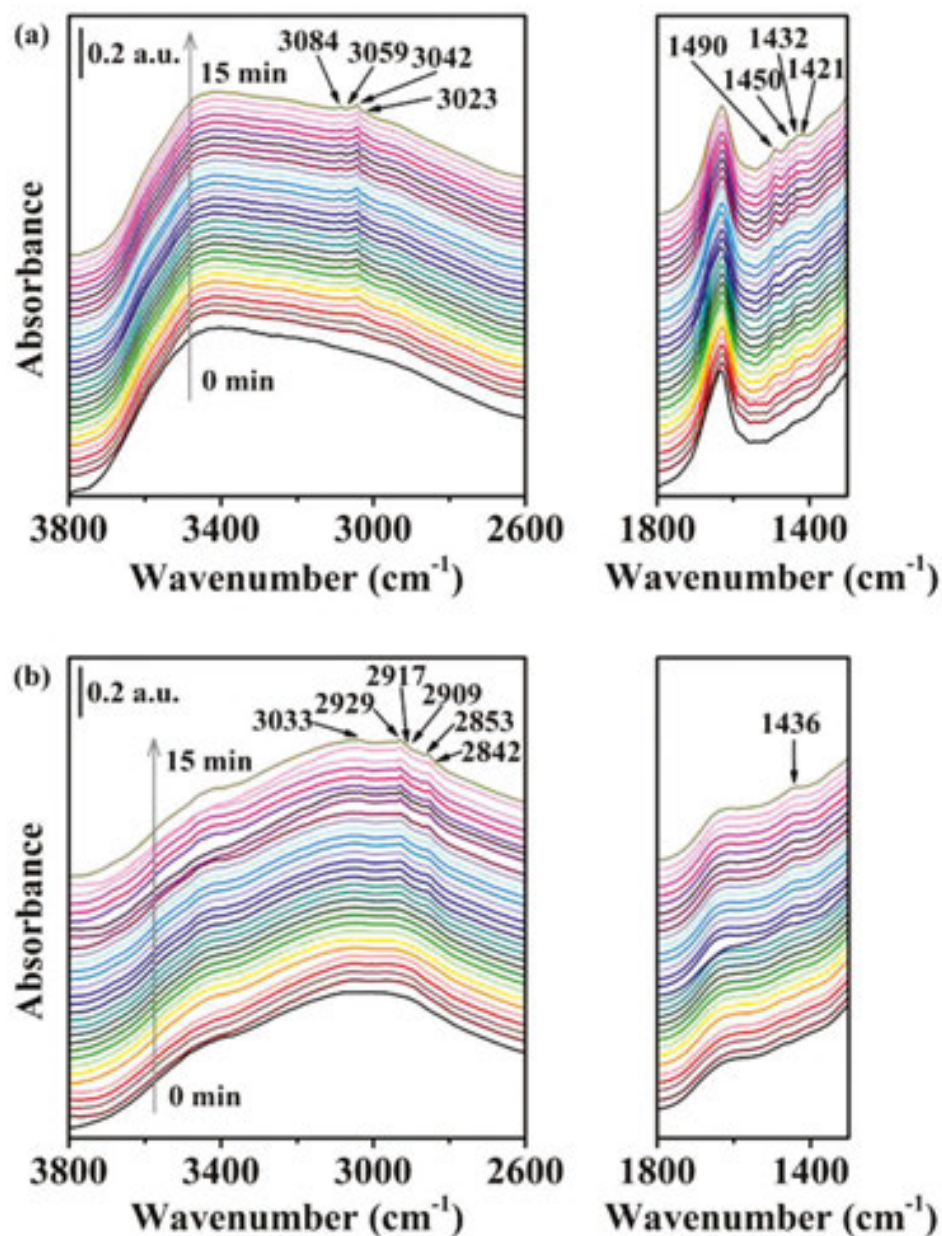 (a)
0.2 a.u.
15 min
3084
3059
3042
3023
0 min
1490
1450
1432
1421
Absorbance
3800 3400 3000 2600
Wavenumber (cm⁻¹)
1800 1400
Wavenumber (cm⁻¹)
(b)
0.2 a.u.
15 min
3033
2929
2917
2909
2853
2842
0 min
1436
Absorbance
3800 3400 3000 2600
Wavenumber (cm⁻¹)
1800 1400
Wavenumber (cm⁻¹)